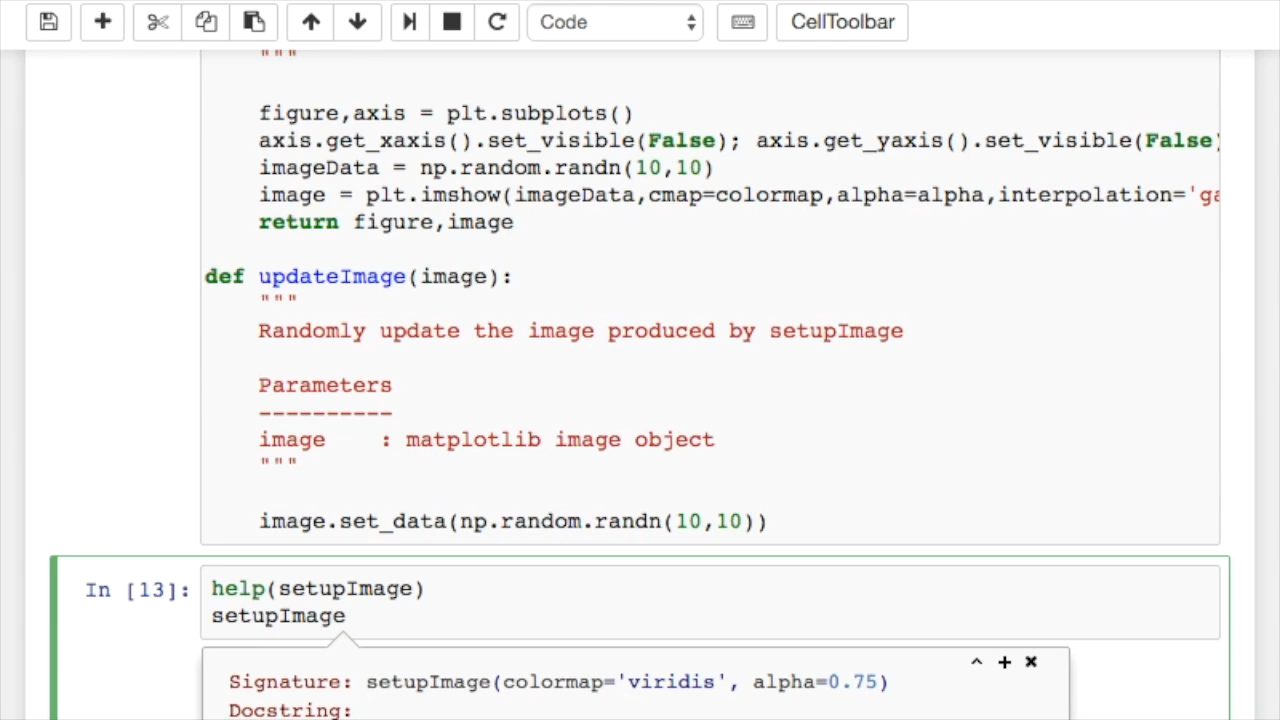 Code
CellToolbar
"""
figure,axis = plt.subplots()
axis.get_xaxis().set_visible(False); axis.get_yaxis().set_visible(False)
imageData = np.random.randn(10,10)
image = plt.imshow(imageData,cmap=colormap,alpha=alpha,interpolation='ga
return figure,image
def updateImage(image):
"""
Randomly update the image produced by setupImage
Parameters
----------
image    : matplotlib image object
"""
image.set_data(np.random.randn(10,10))
In [13]:
help(setupImage)
setupImage
Signature: setupImage(colormap='viridis', alpha=0.75)
Docstring: